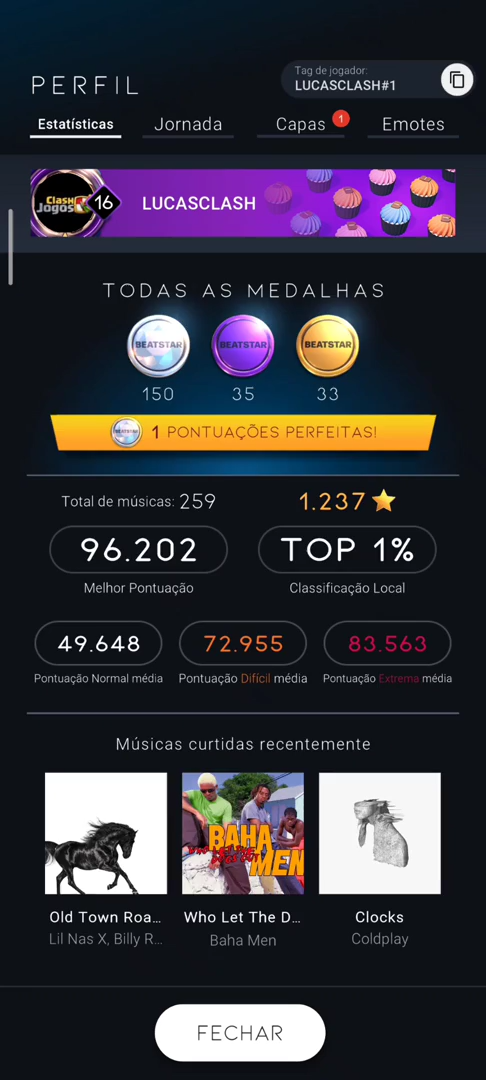 PERFIL
Tag de jogador:
LUCASCLASH#1
Estatísticas
Jornada
Capas
1
Emotes
Clash
Jogos
16
LUCASCLASH
TODAS AS MEDALHAS
BEATSTAR
BEATSTAR
BEATSTAR
150
35
33
BEATSTAR
1 PONTUAÇÕES PERFEITAS!
Total de músicas: 259
1.237
96.202
TOP 1%
Melhor Pontuação
Classificação Local
49.648
72.955
83.563
Pontuação Normal média
Pontuação Difícil média
Pontuação Extrema média
Músicas curtidas recentemente
BAHA
MEN
Old Town Roa...
Who Let The D...
Clocks
Lil Nas X, Billy R...
Baha Men
Coldplay
FECHAR